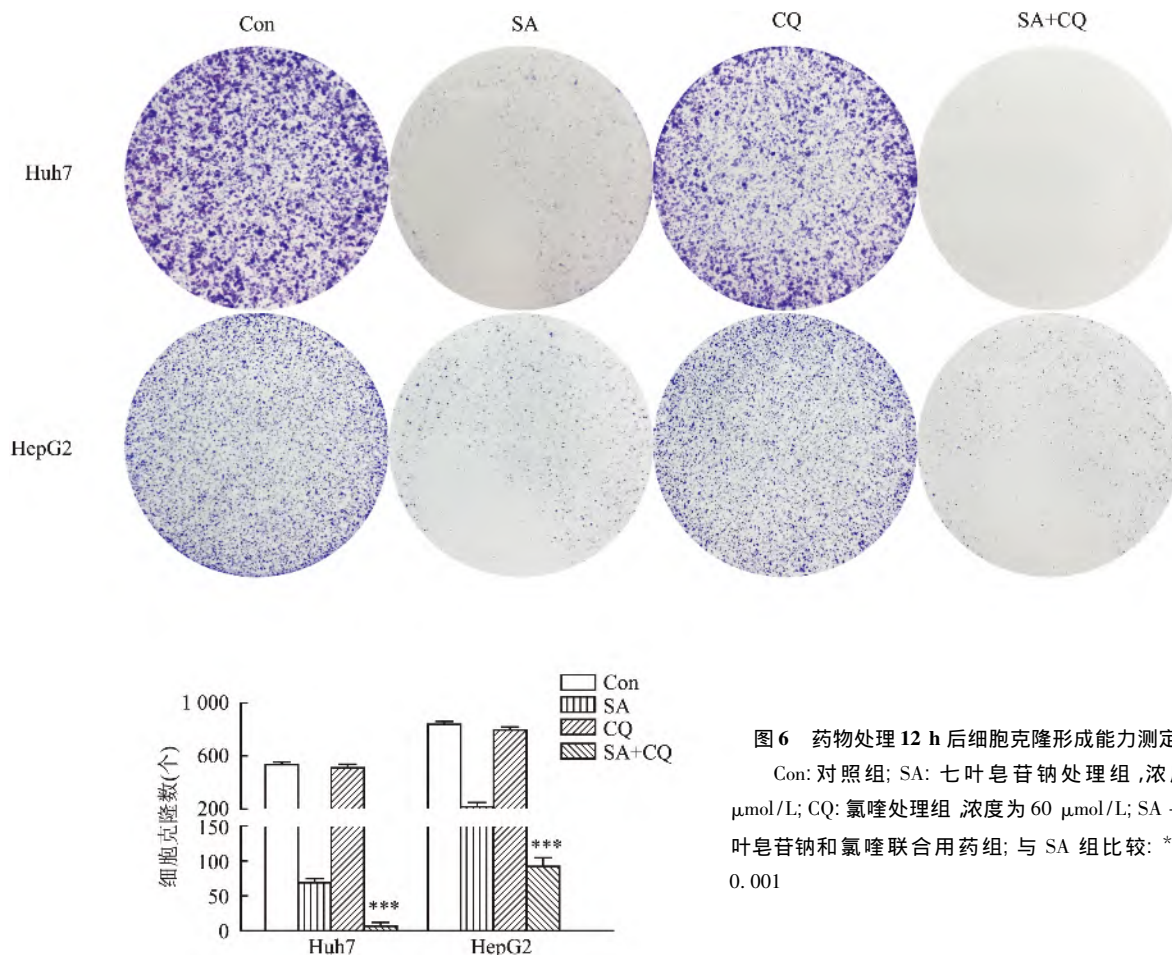 Con SA CQ SA+CQ
Huh7
HepG2
Con
SA
CQ
SA+CQ
细胞克隆数(个)
1 000
600
200
150
100
50
0
***
***
Huh7 HepG2
图6 药物处理12 h后细胞克隆形成能力测定
Con:对照组; SA: 七叶皂苷钠处理组,浓
μmol/L; CQ: 氯喹处理组,浓度为 60 μmol/L; SA
叶皂苷钠和氯喹联合用药组; 与 SA 组比较: *
0. 001